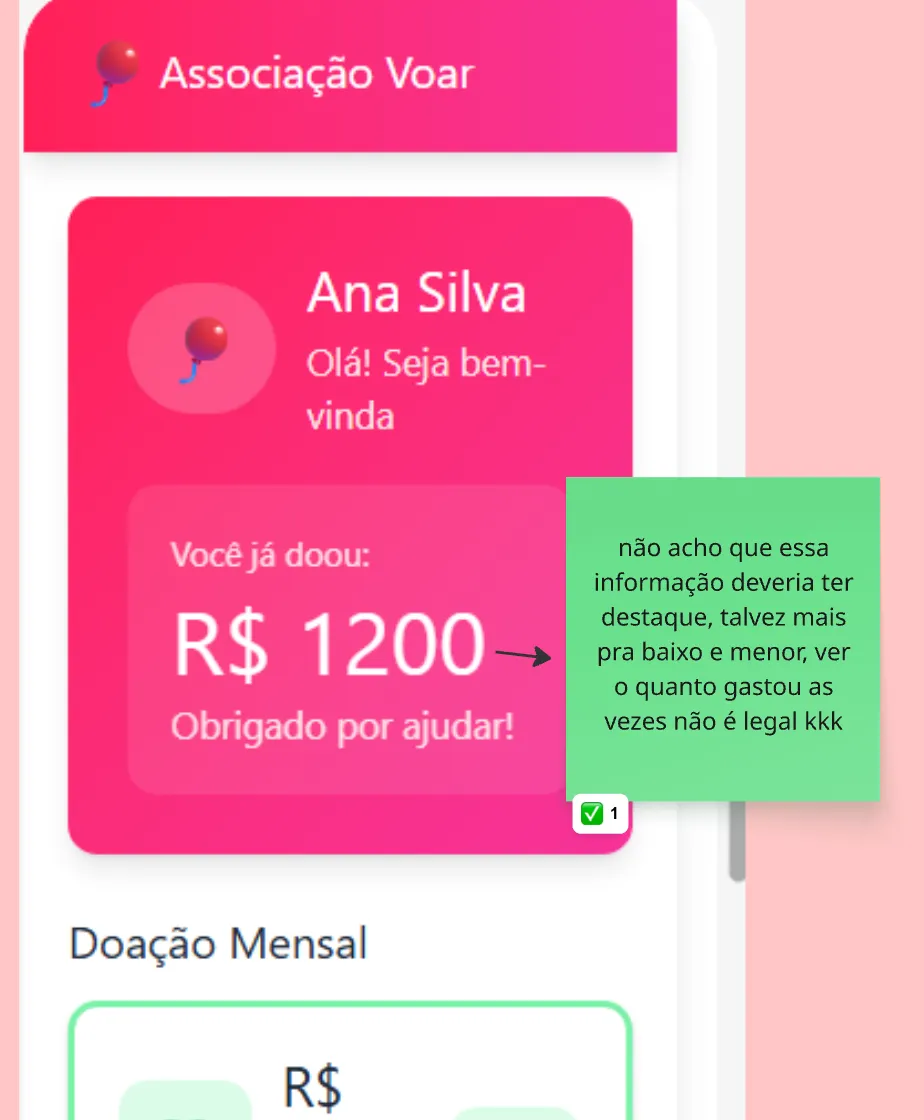 Associação Voar
Ana Silva
Olá! Seja bem-
vinda
Você já doou:
R$ 1200
Obrigado por ajudar!
não acho que essa
informação deveria ter
destaque, talvez mais
pra baixo e menor, ver
o quanto gastou as
vezes não é legal kkk
1
Doação Mensal
R$